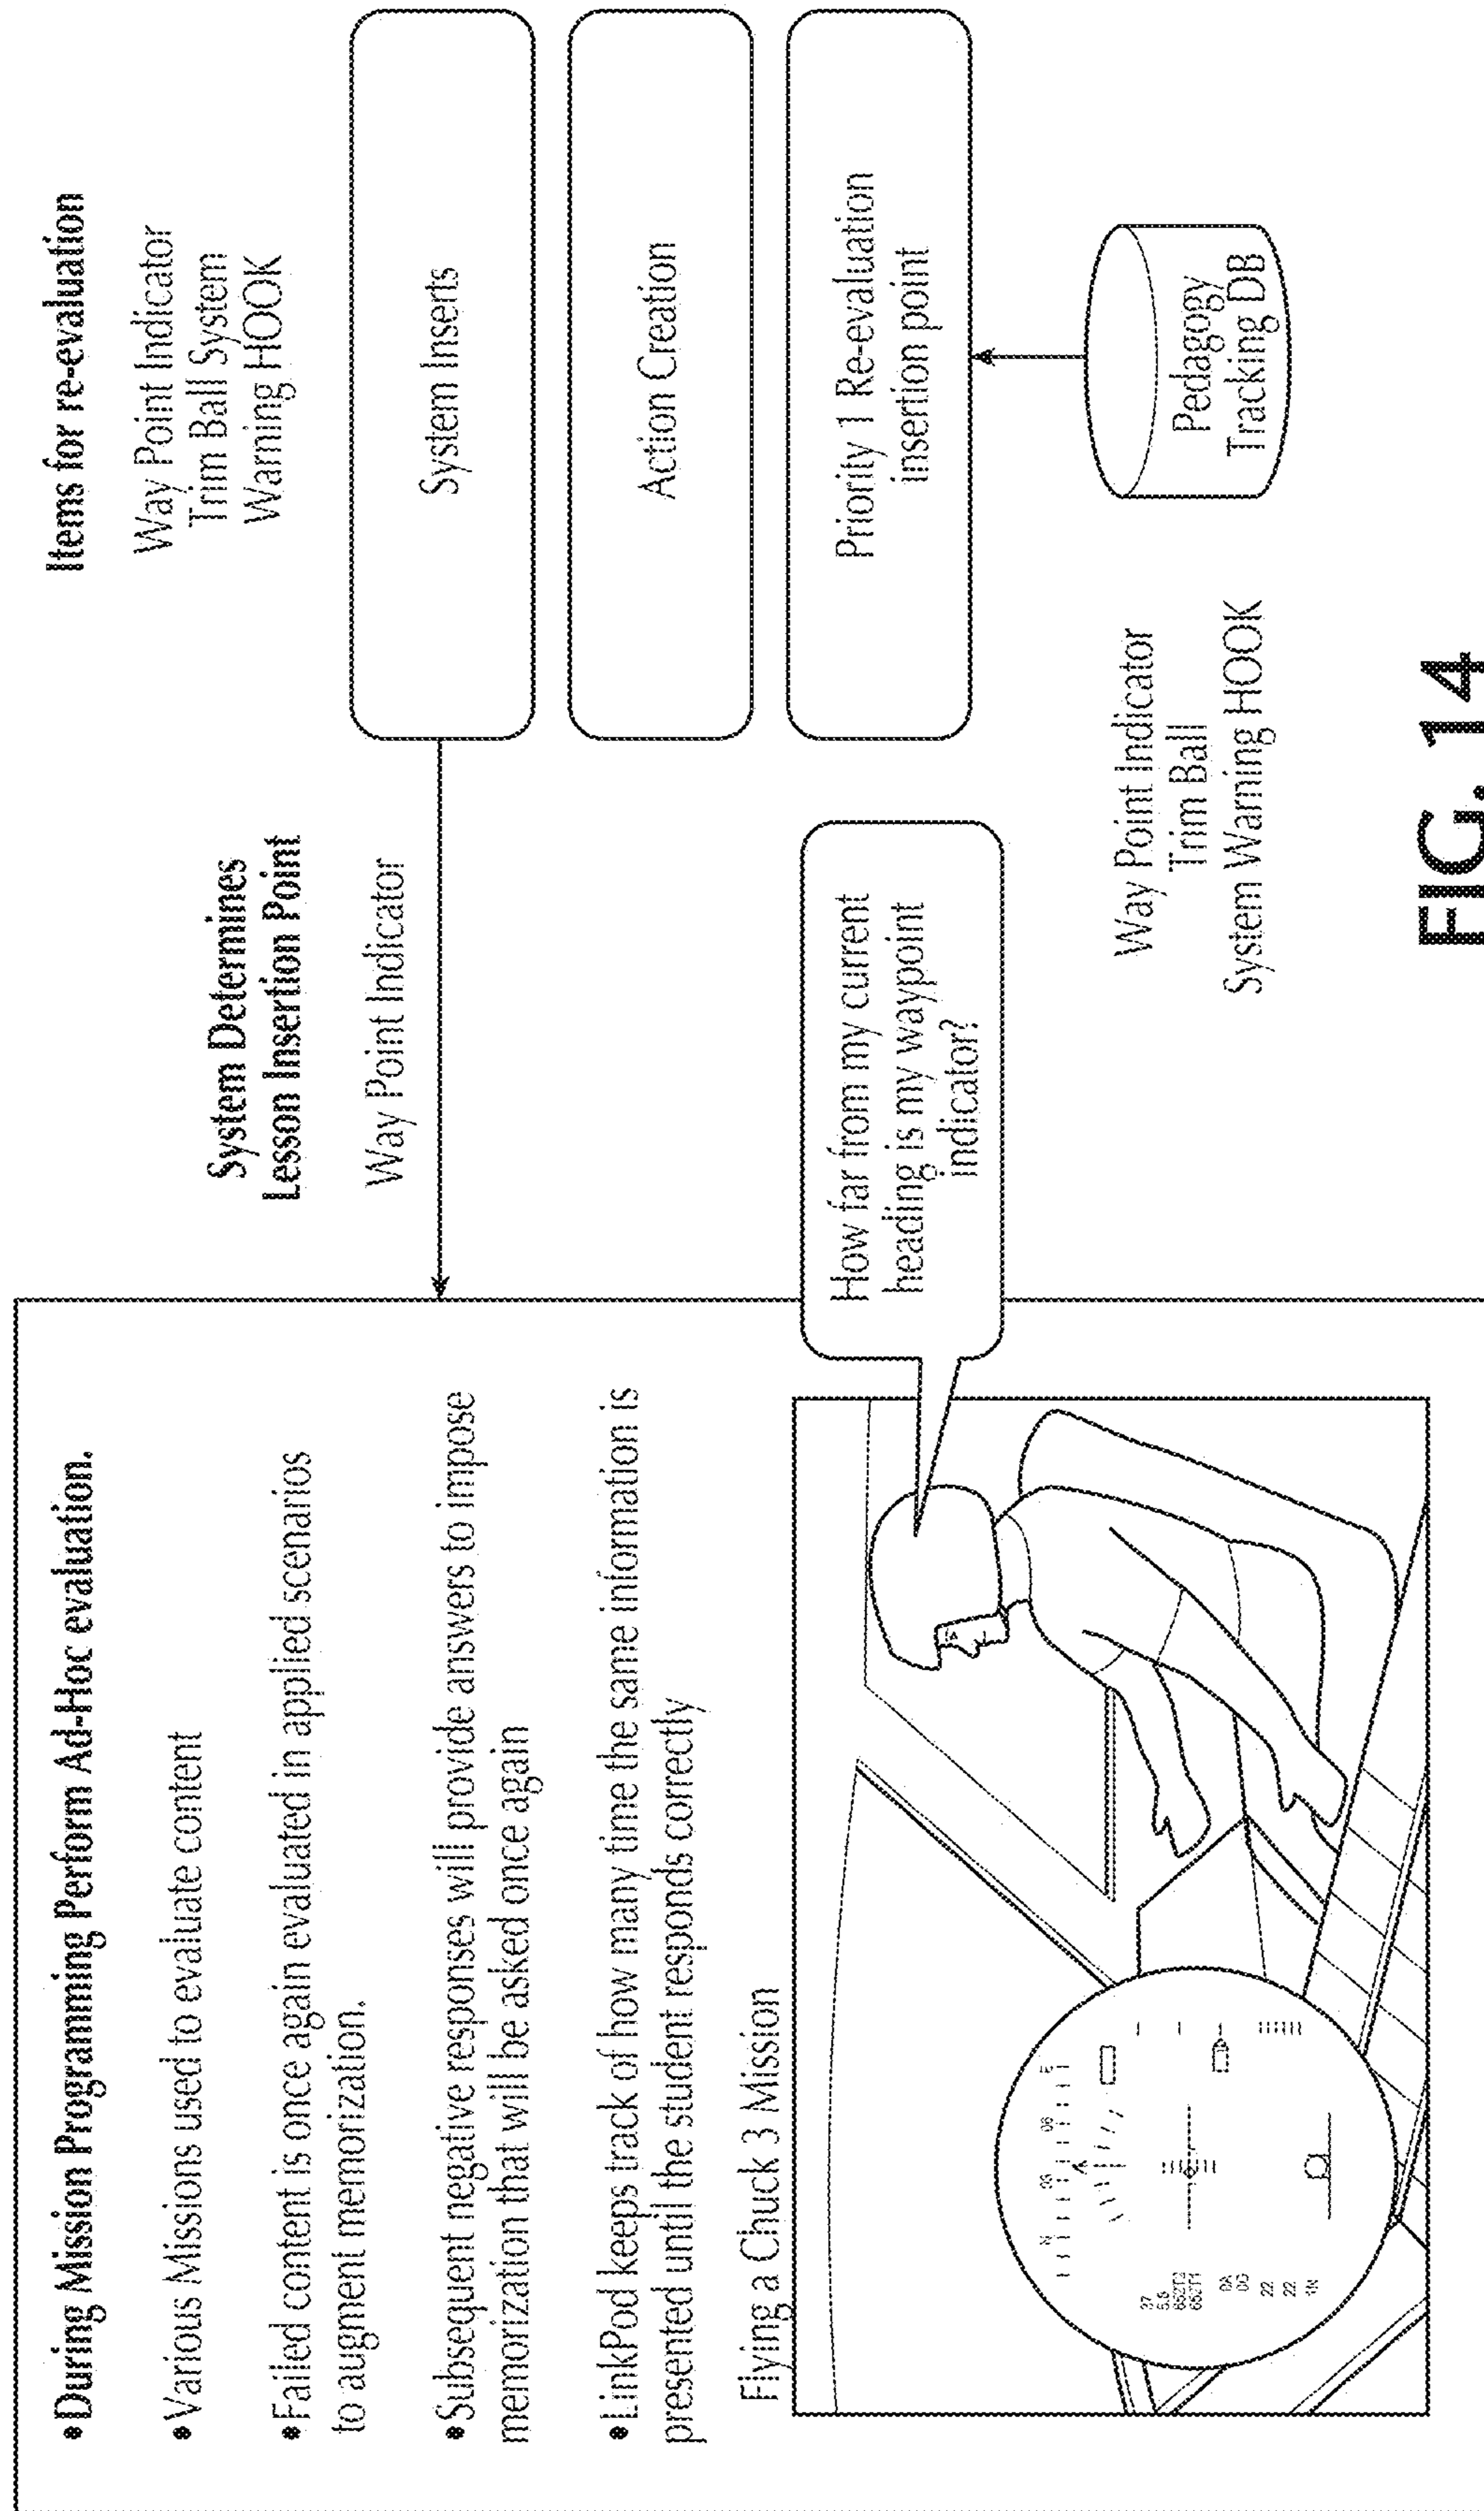 •During Mission Programming Perform Ad-Hoc evaluation.
•Various Missions used to evaluate content
•Failed content is once again evaluated in applied scenarios
to augment memorization.
•Subsequent negative responses will provide answers to impose
memorization that will be asked once again
•LinkPod keeps track of how many time the same information is
presented until the student responds correctly
Flying a Chuck 3 Mission
How far from my current
heading is my waypoint
indicator?
System Determines
Lesson Insertion Point
Way Point Indicator
Items for re-evaluation
Way Point Indicator
Trim Ball System
Warning HOOK
System Inserts
Action Creation
Priority 1 Re-evaluation
insertion point
Pedagogy
Tracking DB
Way Point Indicator
Trim Ball
System Warning HOOK
FIG. 14